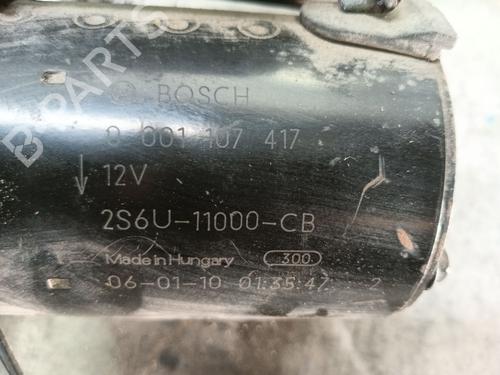 B-PARTS
BOSCH
0 001 107 417
12V
2S6U-11000-CB
Made in Hungary 300
06-01-10 01:35:47 2